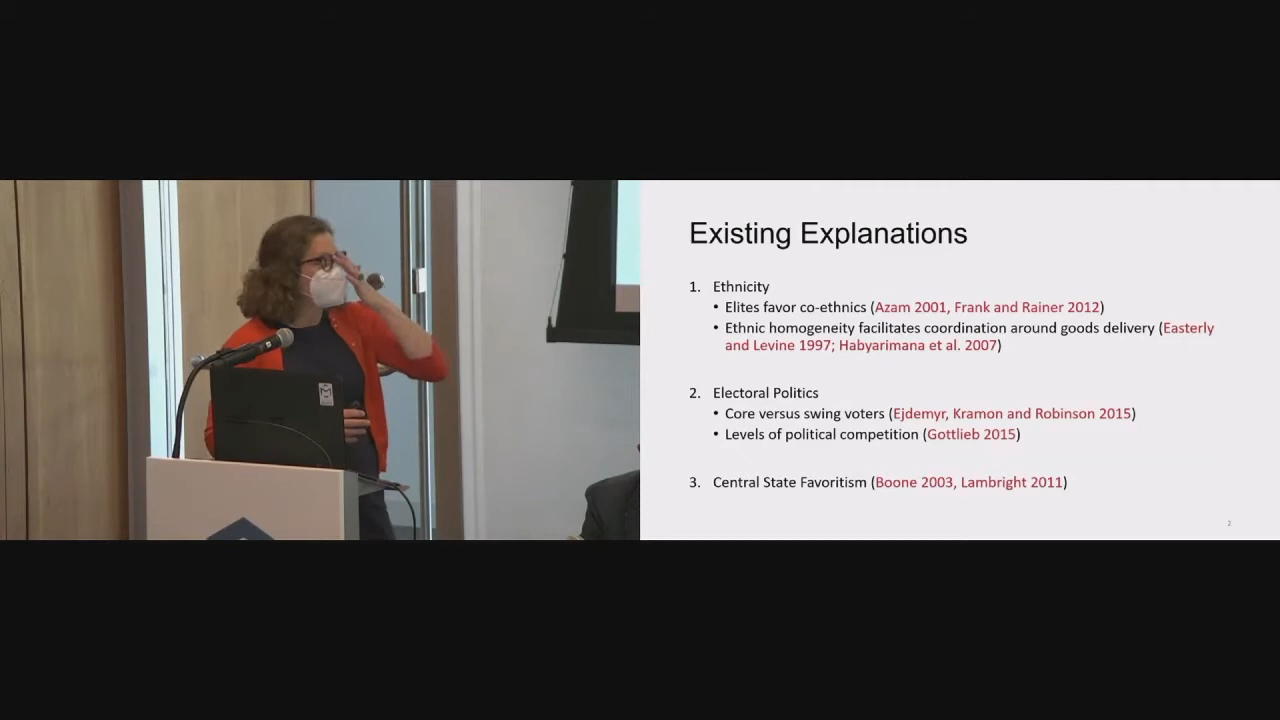 Existing Explanations
1. Ethnicity
• Elites favor co-ethnics (Azam 2001, Frank and Rainer 2012)
• Ethnic homogeneity facilitates coordination around goods delivery (Easterly
and Levine 1997; Habyarimana et al. 2007)
2. Electoral Politics
• Core versus swing voters (Ejdemyr, Kramon and Robinson 2015)
• Levels of political competition (Gottlieb 2015)
3. Central State Favoritism (Boone 2003, Lambright 2011)
2